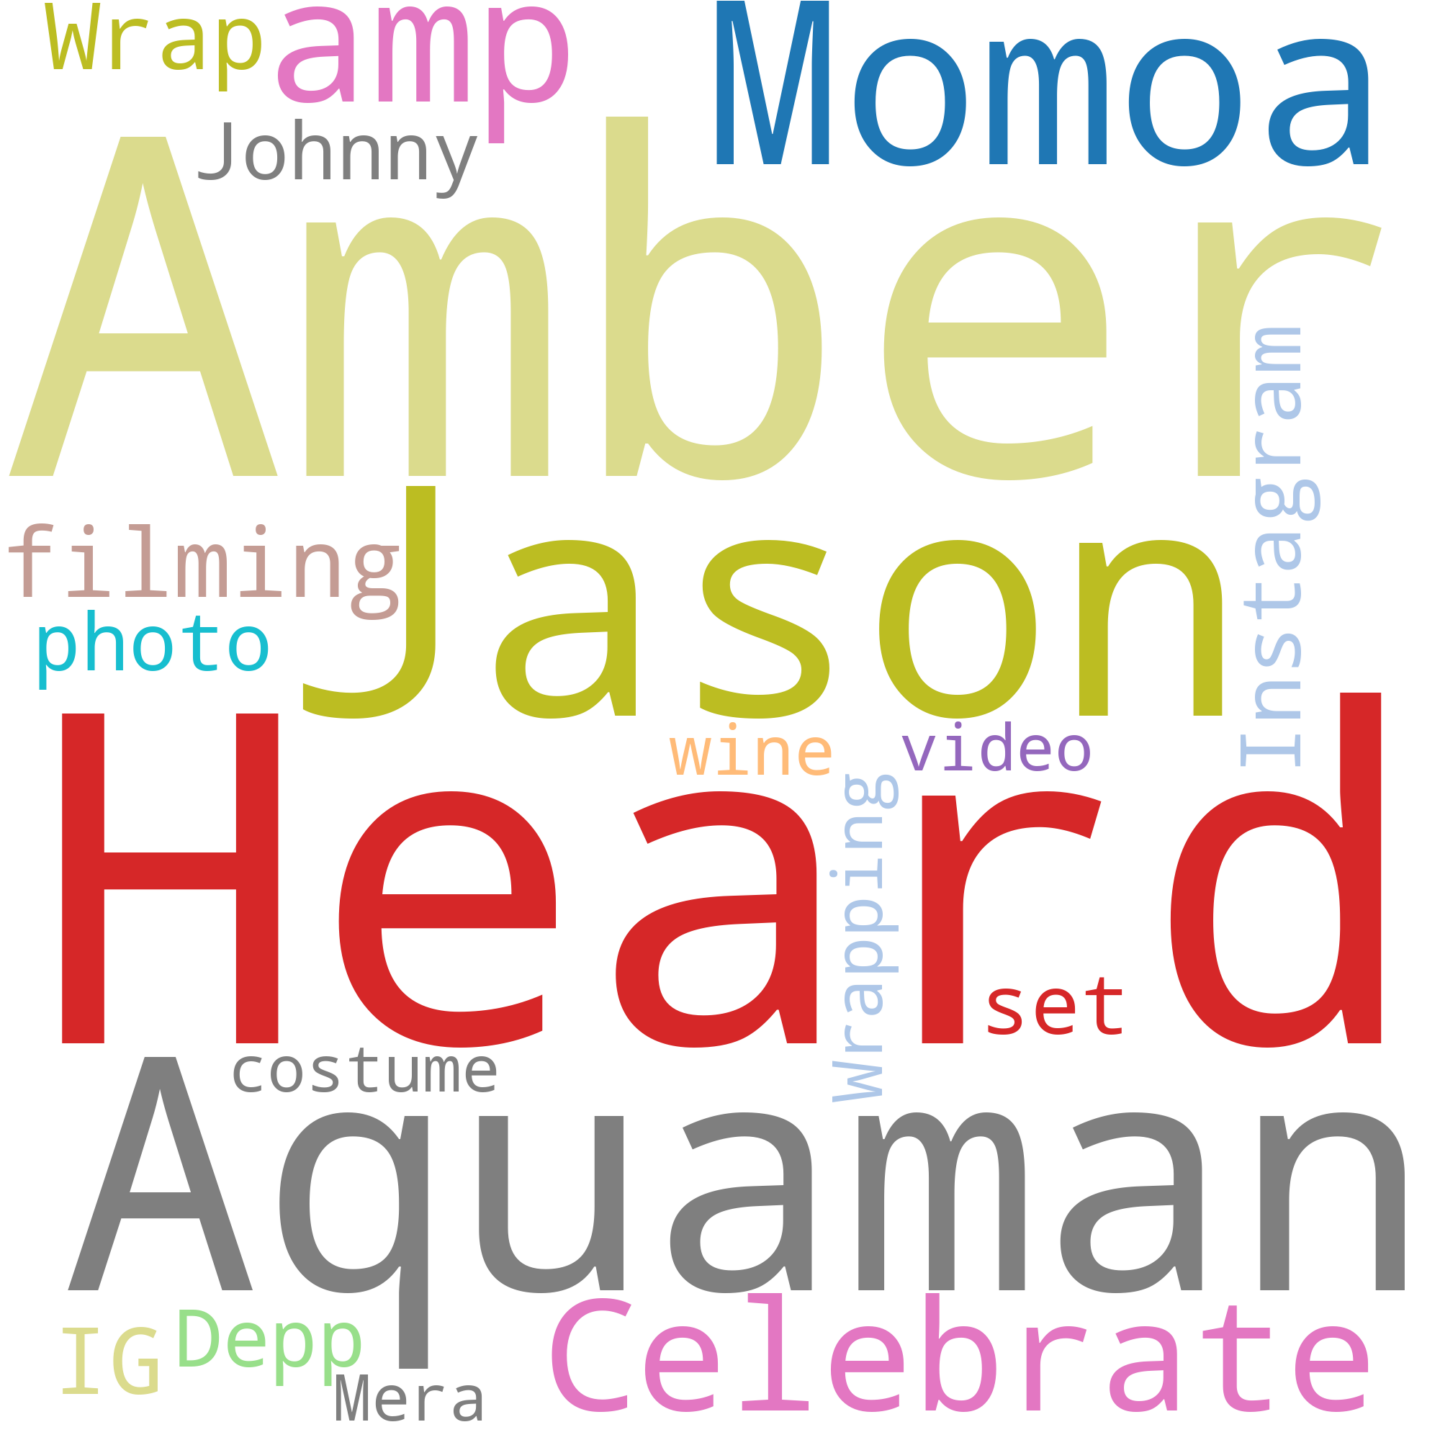 Wrap amp Momoa
Johnny
Amber
Instagram
Jason
filming
photo
wine video
Heard
Wrapping
set
costume
Aquaman
Celebrate
IG Depp
Mera